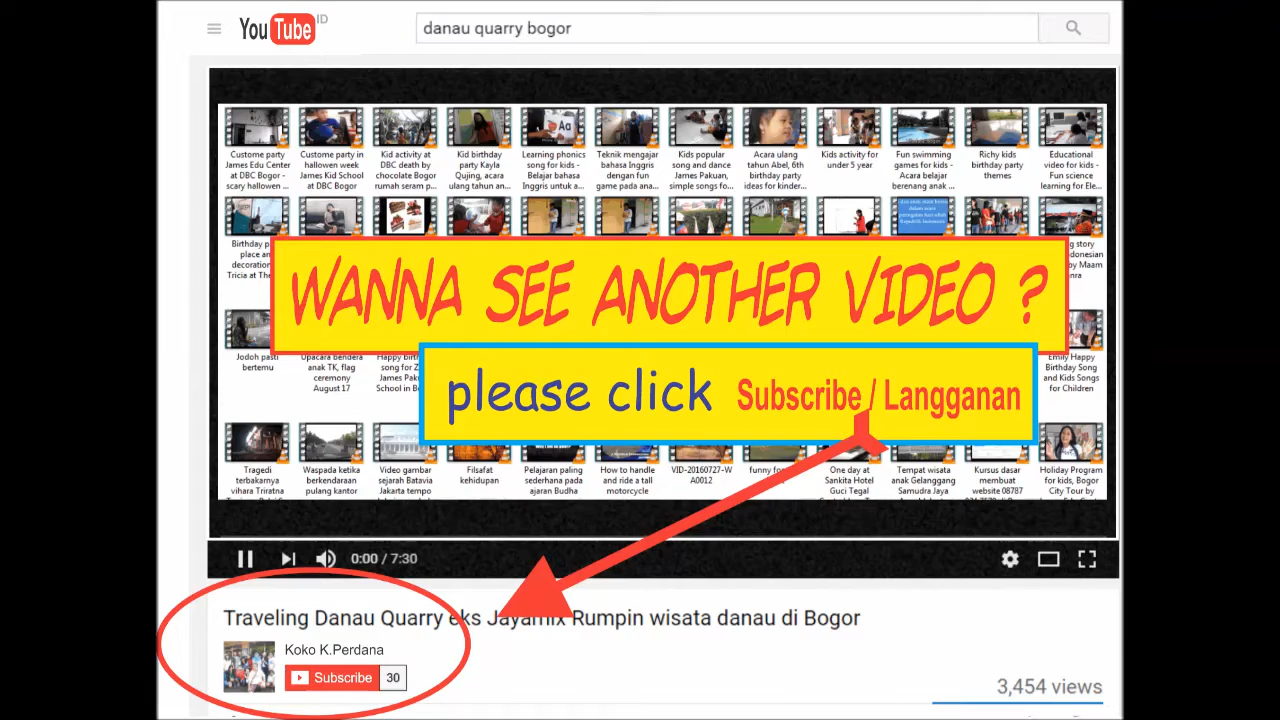 YouTube ID
danau quarry bogor
Custome party James Edu Center at DBC Bogor - scary hallowen ...
Custome party in halloven week James Kid School at DBC Bogor
Kid activity at DBC death by chocolate Bogor rumah seram p...
Kid birthday party Kayla Qujing, acara ulang tahun an...
Learning phonics song for kids - Belajar bahasa Inggris untuk a...
Teknik mengajar bahasa Inggris dengan fun game pada ana...
Kids popular song and dance James Pakuan, simple songs fo...
Acara ulang tahun Abel, 6th birthday party ideas for kinder...
Kids activity for under 5 year
Fun swimming games for kids - Acara belajar berenang anak ...
Richy kids birthday party themes
Educational video for kids - Fun science learning for Ele...
Aa
WANNA SEE ANOTHER VIDEO ?
please click Subscribe / Langganan
Jodoh pasti bertemu
Upacara bendera anak TK, flag ceremony August 17
Emily Happy Birthday Song and Kids Songs for Children
Tragedi terbakarnya vihara Triratna
Waspada ketika berkendaraan pulang kantor
Video gambar sejarah Batavia Jakarta tempo
Filsafat kehidupan
Pelajaran paling sederhana pada ajaran Budha
How to handle and ride a tall motorcycle
VID-20160727-WA0012
funny fo
One day at Sankita Hotel Guci Tegal
Tempat wisata anak Gelanggang Samudra Jaya
Kursus dasar membuat website 08787
Holiday Program for kids, Bogor City Tour by
0:00 / 7:30
Traveling Danau Quarry eks Jayamix Rumpin wisata danau di Bogor
Koko K.Perdana
Subscribe 30
3,454 views